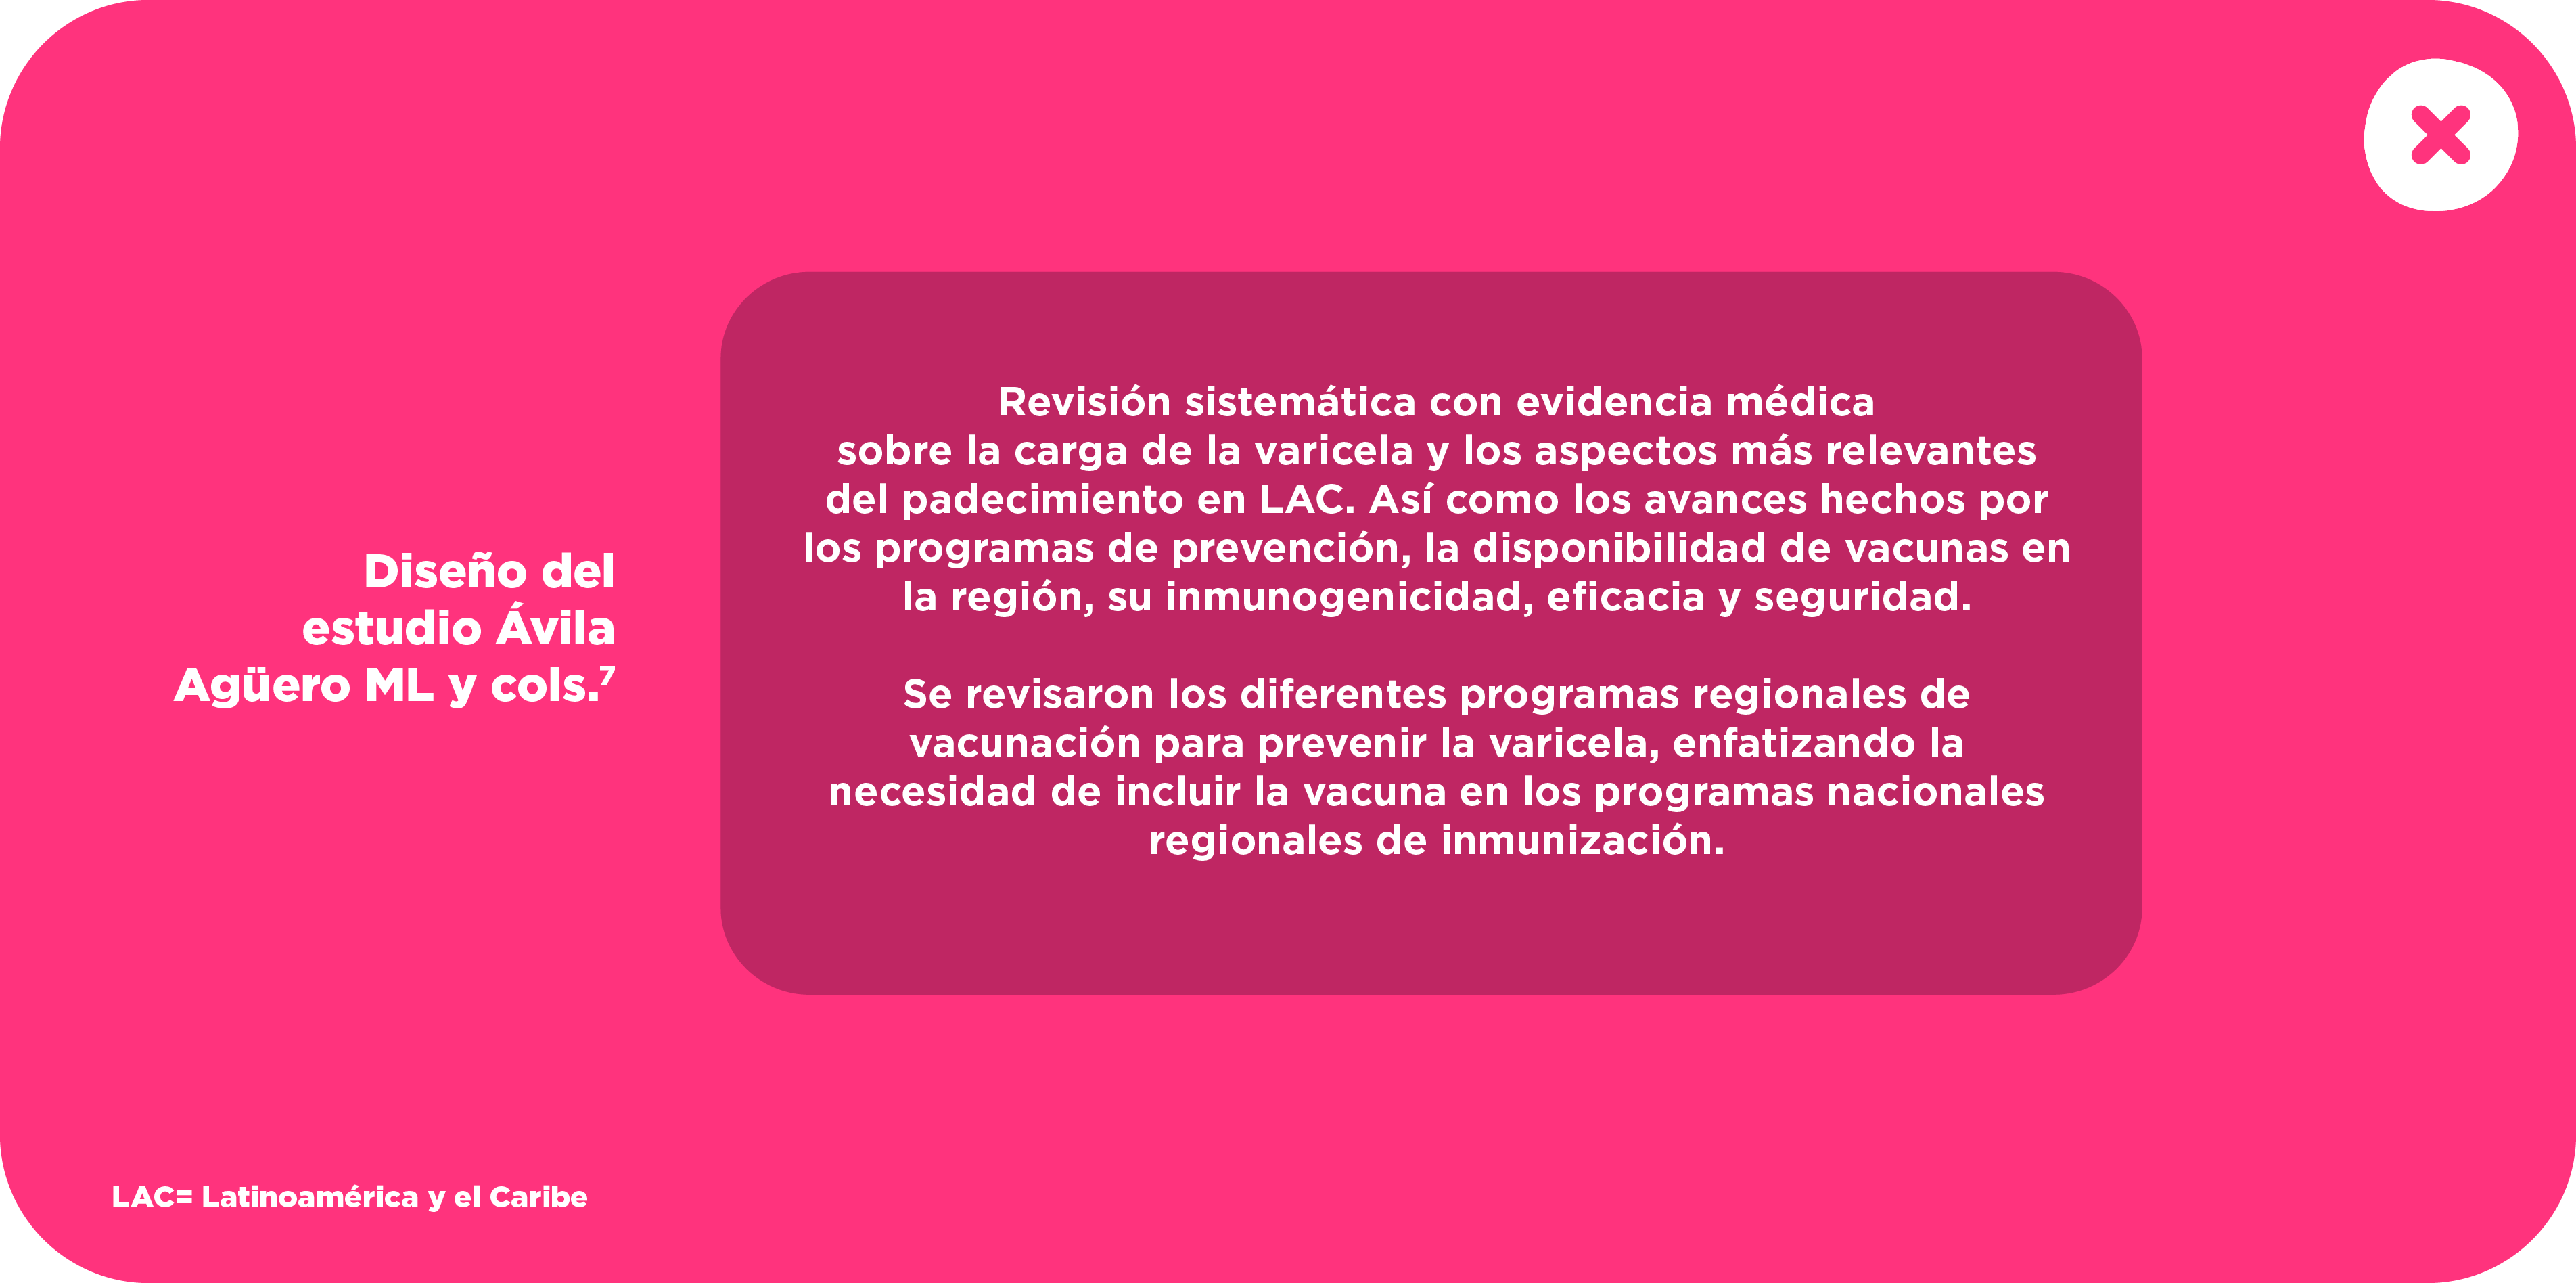 Diseño del
estudio Ávila
Agüero ML y cols.⁷
Revisión sistemática con evidencia médica
sobre la carga de la varicela y los aspectos más relevantes
del padecimiento en LAC. Así como los avances hechos por
los programas de prevención, la disponibilidad de vacunas en
la región, su inmunogenicidad, eficacia y seguridad.
Se revisaron los diferentes programas regionales de
vacunación para prevenir la varicela, enfatizando la
necesidad de incluir la vacuna en los programas nacionales
regionales de inmunización.
LAC= Latinoamérica y el Caribe